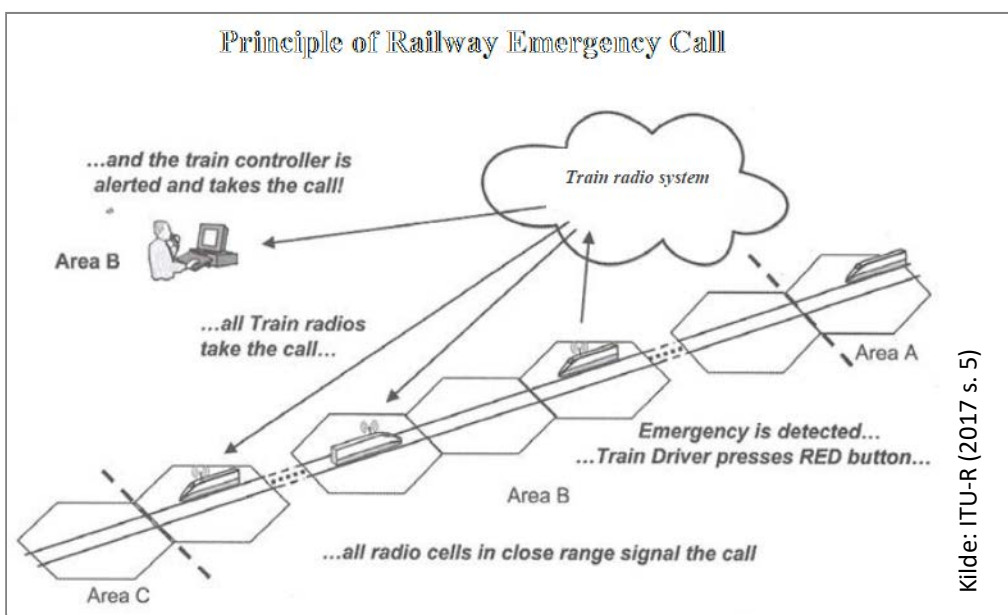 Principle of Railway Emergency Call
...and the train controller is
alerted and takes the call!
Train radio system
Area B
...all Train radios
take the call...
Area A
Emergency is detected...
...Train Driver presses RED button...
Area B
...all radio cells in close range signal the call
Area C
Kilde: ITU-R (2017 s. 5)